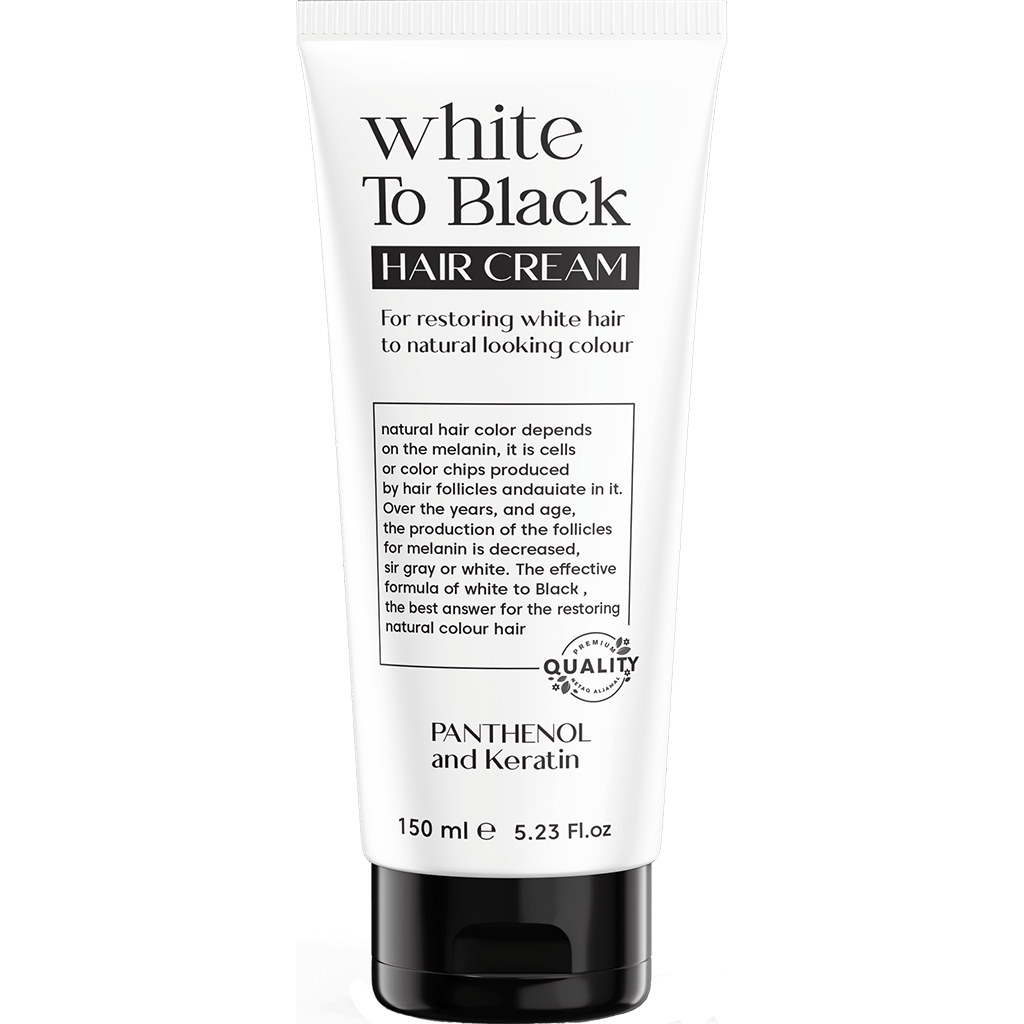 white
To Black
HAIR CREAM
For restoring white hair
to natural looking colour
natural hair color depends
on the melanin, it is cells
or color chips produced
by hair follicles andauiate in it.
Over the years, and age,
the production of the follicles
for melanin is decreased,
sir gray or white. The effective
formula of white to Black ,
the best answer for the restoring
natural colour hair
PREMIUM
QUALITY
RETAQ ALJAMAL
PANTHENOL
and Keratin
150 ml e 5.23 Fl.oz